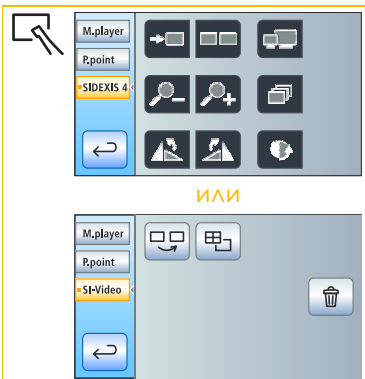 M.player
P.point
SIDEXIS 4
ИЛИ
M.player
P.point
SI-Video